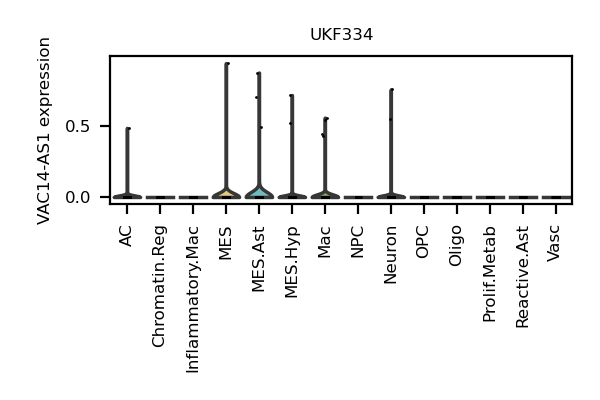 UKF334
VAC14-AS1 expression
0.5
0.0
AC
Chromatin.Reg
Inflammatory.Mac
MES
MES.Ast
MES.Hyp
Mac
NPC
Neuron
OPC
Oligo
Prolif.Metab
Reactive.Ast
Vasc